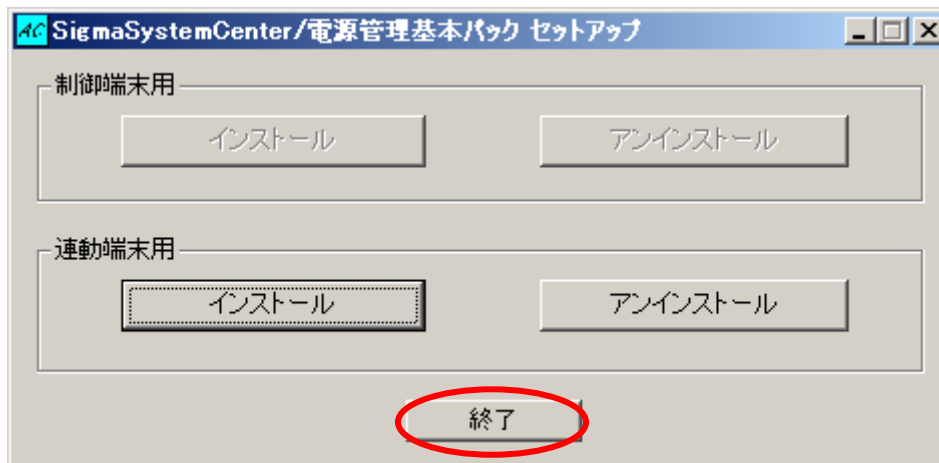 AC SigmaSystemCenter/電源管理基本パック セットアップ
制御端末用
インストール アンインストール
連動端末用
インストール アンインストール
終了